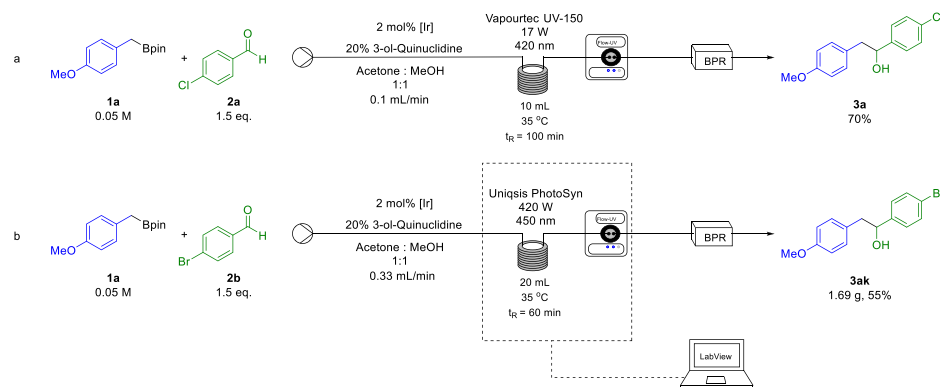 a
Bpin
MeO
1a
0.05 M
+
O
H
Cl
2a
1.5 eq.
2 mol% [Ir]
20% 3-ol-Quinuclidine
Acetone : MeOH
1:1
0.1 mL/min
Vapourtec UV-150
17 W
420 nm
10 mL
35 °C
tR = 100 min
Flow-UV
BPR
C
MeO
OH
3a
70%
b
Bpin
MeO
1a
0.05 M
+
O
H
Br
2b
1.5 eq.
2 mol% [Ir]
20% 3-ol-Quinuclidine
Acetone : MeOH
1:1
0.33 mL/min
Uniqsis PhotoSyn
420 W
450 nm
20 mL
35 °C
tR = 60 min
Flow-UV
BPR
B
MeO
OH
3ak
1.69 g, 55%
LabView